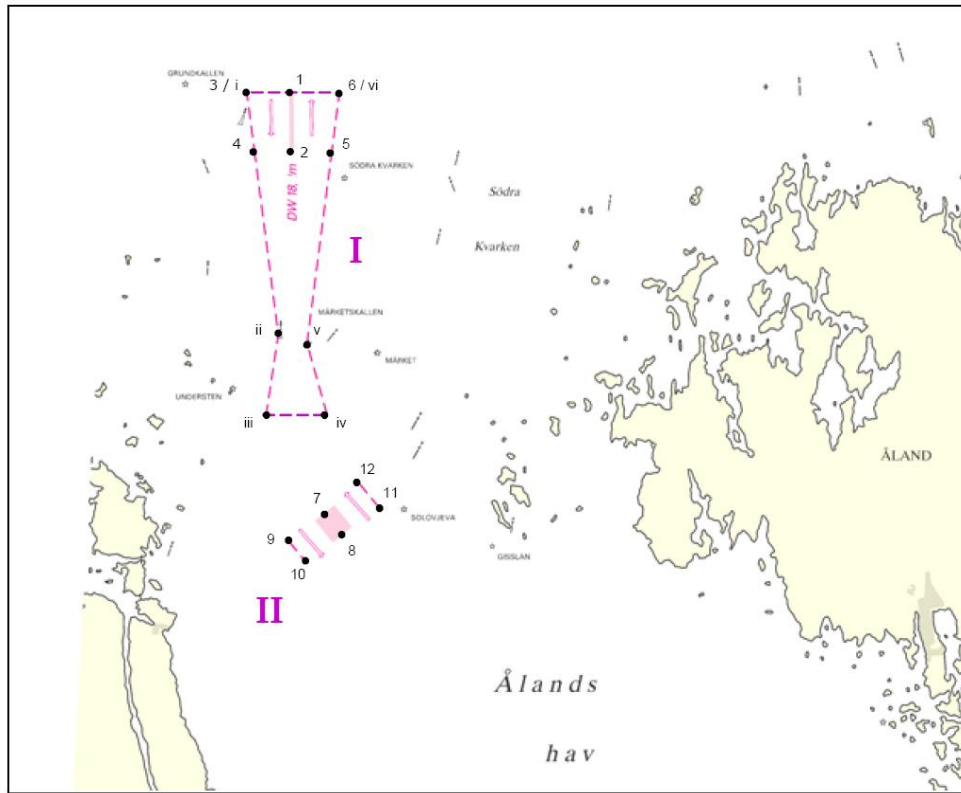 GRUNDKALLEN
3 / i
1
6 / vi
4
2
5
SÖDRA KVARKEN
DW 18, 1m
Södra
I
Kvarken
MÄRKETSKALLEN
ii
v
MÄRKET
UNDERSTEN
iii
iv
ÅLAND
12
7
11
SOLOVJEVA
9
8
GISSLAN
10
II
Ålands
hav